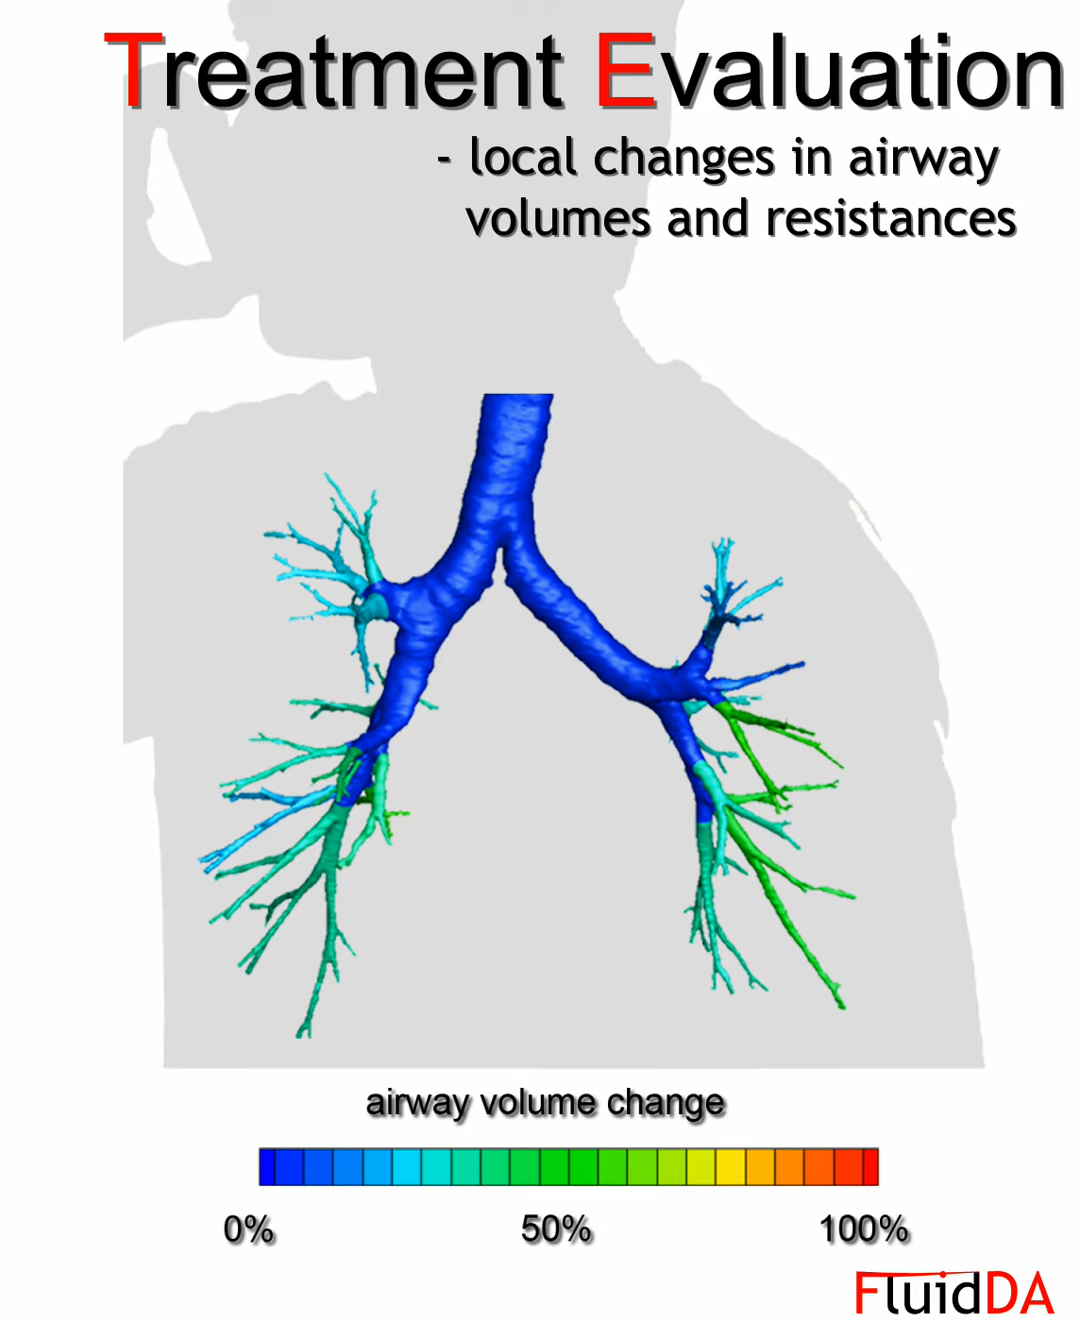 Treatment Evaluation
- local changes in airway
volumes and resistances
airway volume change
0% 50% 100%
FluidDA